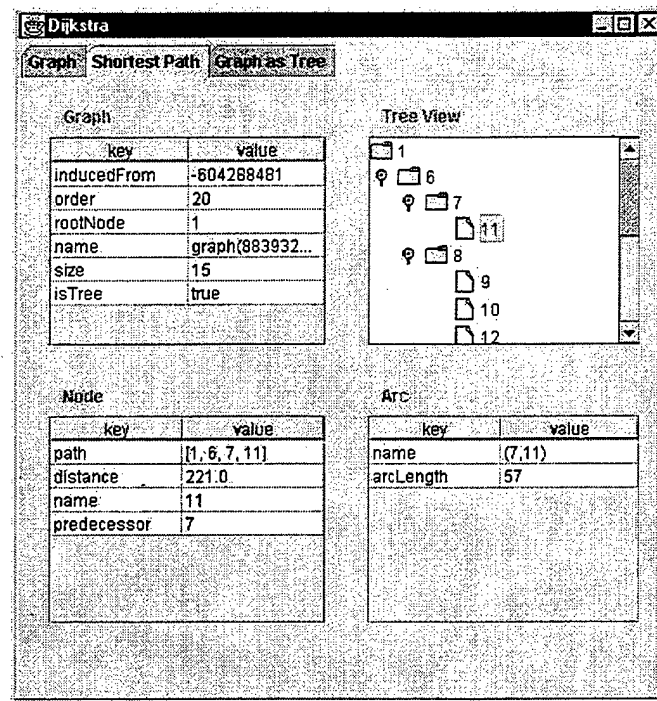 Dijkstra
Graph Shortest Path Graph as Tree
Graph
key value
inducedFrom -604288481
order 20
rootNode 1
name graph(883932...
size 15
isTree true
Tree View
1
6
7
11
8
9
10
12
Node
key value
path [1, 6, 7, 11]
distance 221.0
name 11
predecessor 7
Arc
key value
name (7,11)
arcLength 57